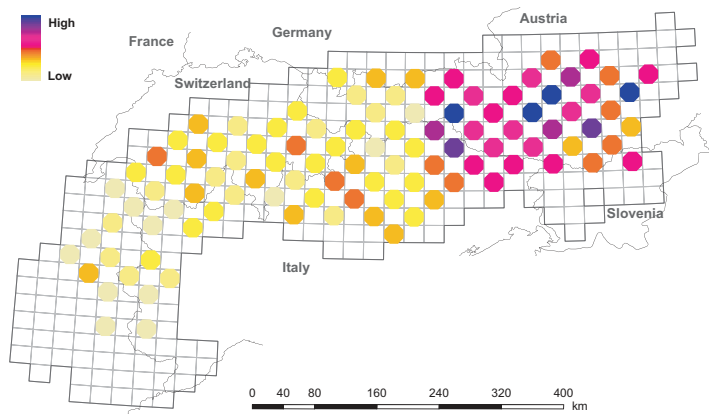 High
Low
France
Germany
Austria
Switzerland
Italy
Slovenia
0 40 80 160 240 320 400
km